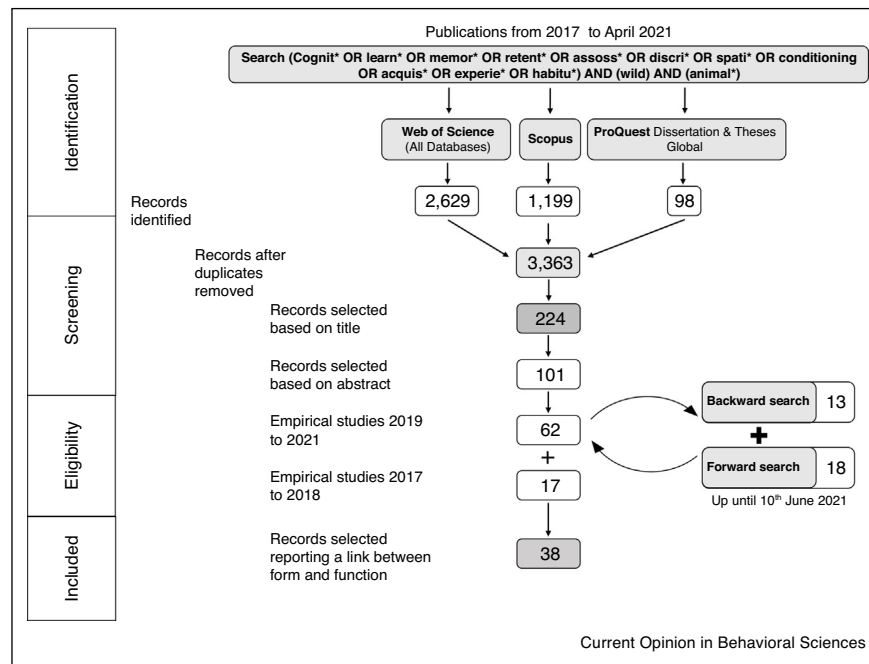 Publications from 2017 to April 2021
Search (Cognit* OR learn* OR memor* OR retent* OR assoss* OR discri* OR spati* OR conditioning
OR acquis* OR experie* OR habitu*) AND (wild) AND (animal*)
Identification
Web of Science
(All Databases)
Scopus
ProQuest Dissertation & Theses
Global
Records
identified
2,629
1,199
98
Screening
Records after
duplicates
removed
3,363
Records selected
based on title
224
Records selected
based on abstract
101
Eligibility
Empirical studies 2019
to 2021
62
+
Empirical studies 2017
to 2018
17
Backward search
13
+
Forward search
18
Up until 10th June 2021
Included
Records selected
reporting a link between
form and function
38
Current Opinion in Behavioral Sciences